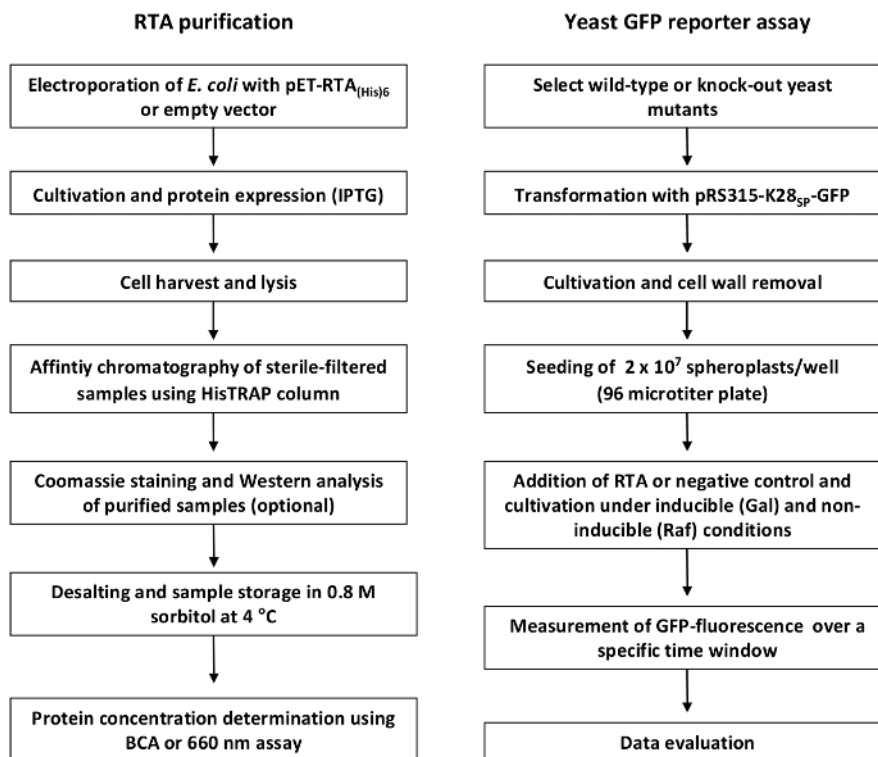 RTA purification
Electroporation of E. coli with pET-RTA(His)6
or empty vector
Cultivation and protein expression (IPTG)
Cell harvest and lysis
Affintiy chromatography of sterile-filtered
samples using HisTRAP column
Coomassie staining and Western analysis
of purified samples (optional)
Desalting and sample storage in 0.8 M
sorbitol at 4 °C
Protein concentration determination using
BCA or 660 nm assay
Yeast GFP reporter assay
Select wild-type or knock-out yeast
mutants
Transformation with pRS315-K28SP-GFP
Cultivation and cell wall removal
Seeding of 2 x 10⁷ spheroplasts/well
(96 microtiter plate)
Addition of RTA or negative control and
cultivation under inducible (Gal) and non-
inducible (Raf) conditions
Measurement of GFP-fluorescence over a
specific time window
Data evaluation